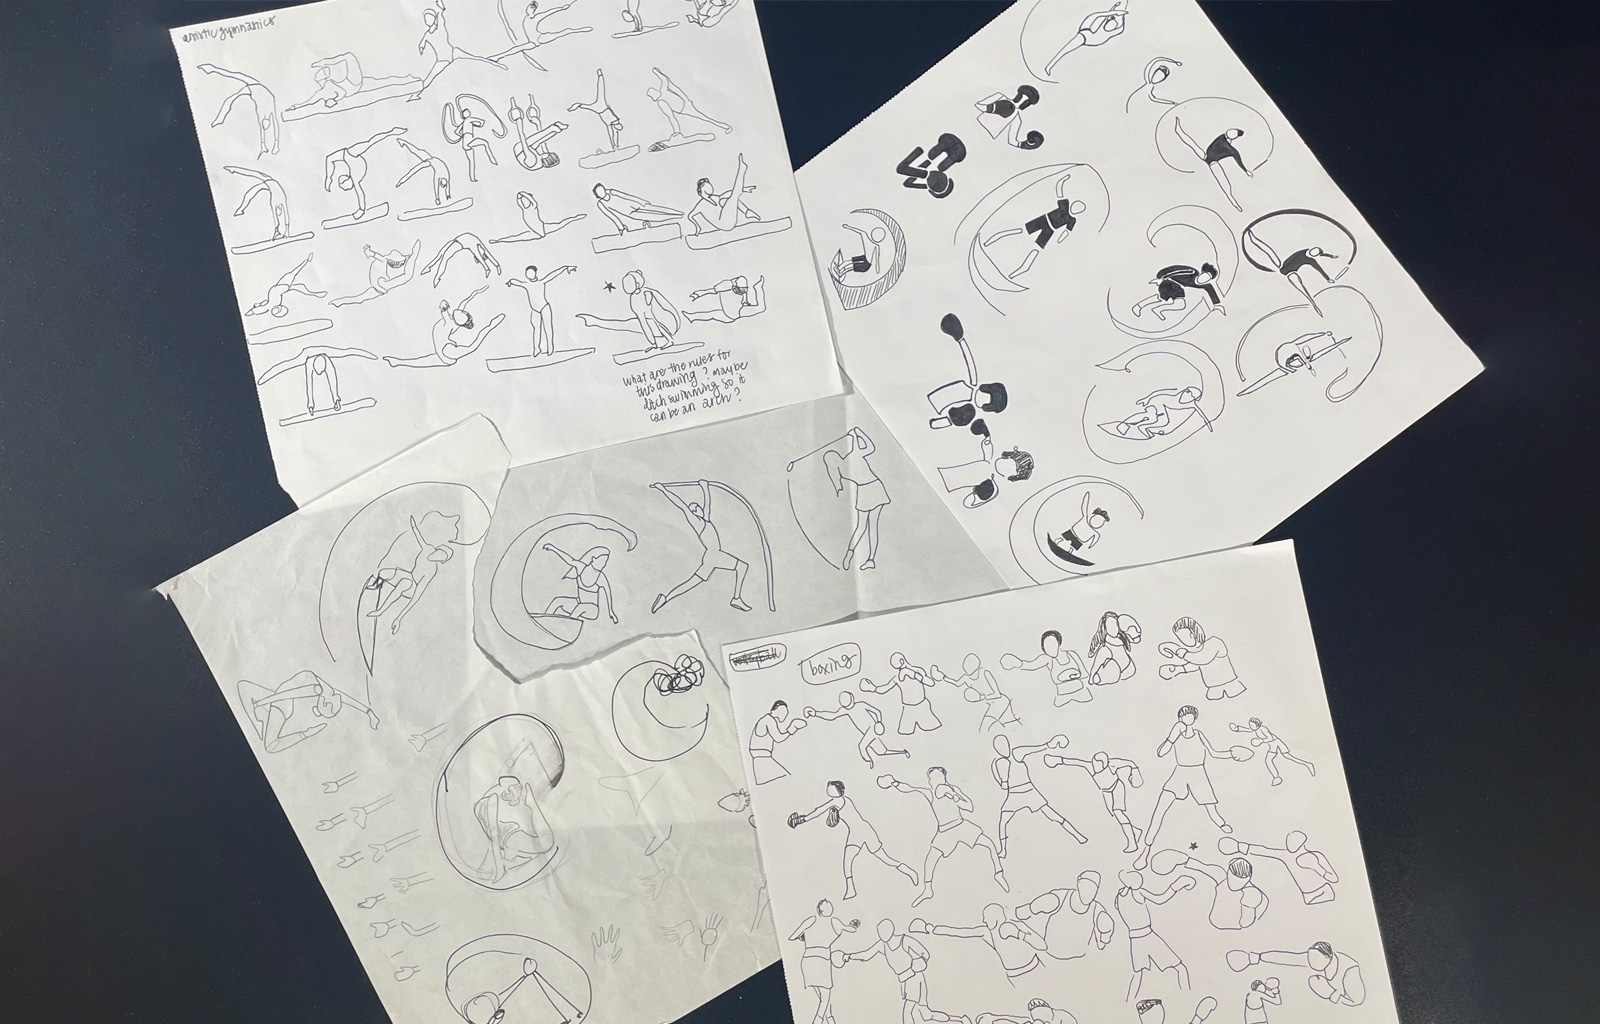 artistic gymnastics
what are the rules for
this drawing? maybe
ditch swimming so it
can be an arch?
volleyball
boxing